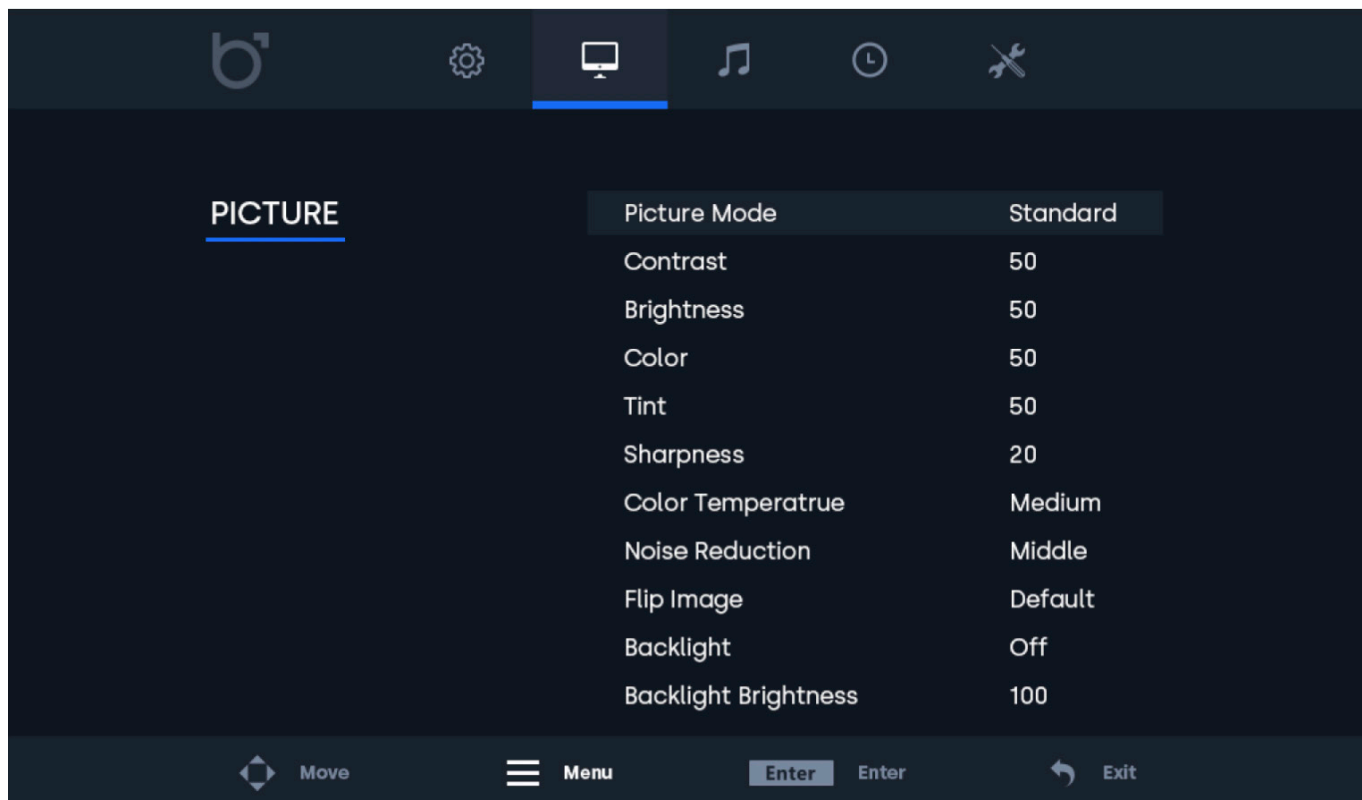 b
PICTURE
Picture Mode Standard
Contrast 50
Brightness 50
Color 50
Tint 50
Sharpness 20
Color Temperatrue Medium
Noise Reduction Middle
Flip Image Default
Backlight Off
Backlight Brightness 100
Move Menu Enter Enter Exit